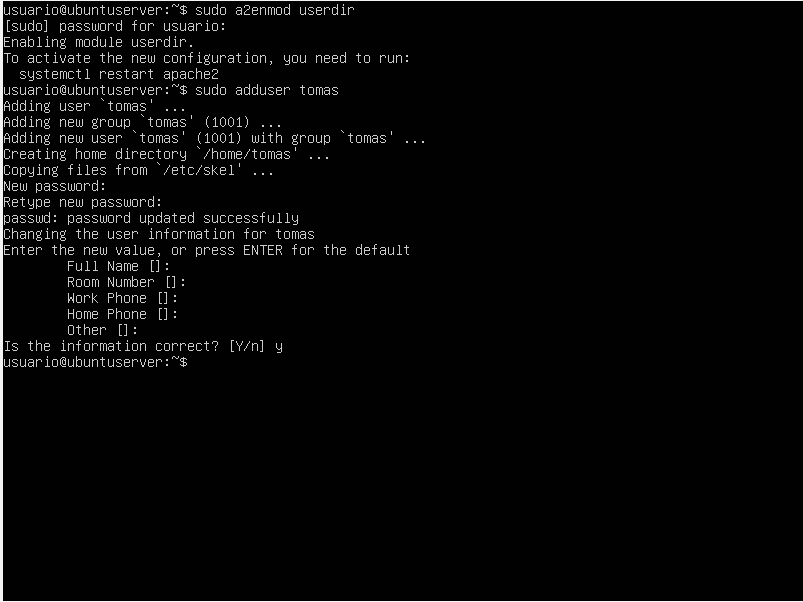 usuario@ubuntuserver:~$ sudo a2enmod userdir
[sudo] password for usuario:
Enabling module userdir.
To activate the new configuration, you need to run:
  systemctl restart apache2
usuario@ubuntuserver:~$ sudo adduser tomas
Adding user `tomas' ...
Adding new group `tomas' (1001) ...
Adding new user `tomas' (1001) with group `tomas' ...
Creating home directory `/home/tomas' ...
Copying files from `/etc/skel' ...
New password:
Retype new password:
passwd: password updated successfully
Changing the user information for tomas
Enter the new value, or press ENTER for the default
        Full Name []:
        Room Number []:
        Work Phone []:
        Home Phone []:
        Other []:
Is the information correct? [Y/n] y
usuario@ubuntuserver:~$